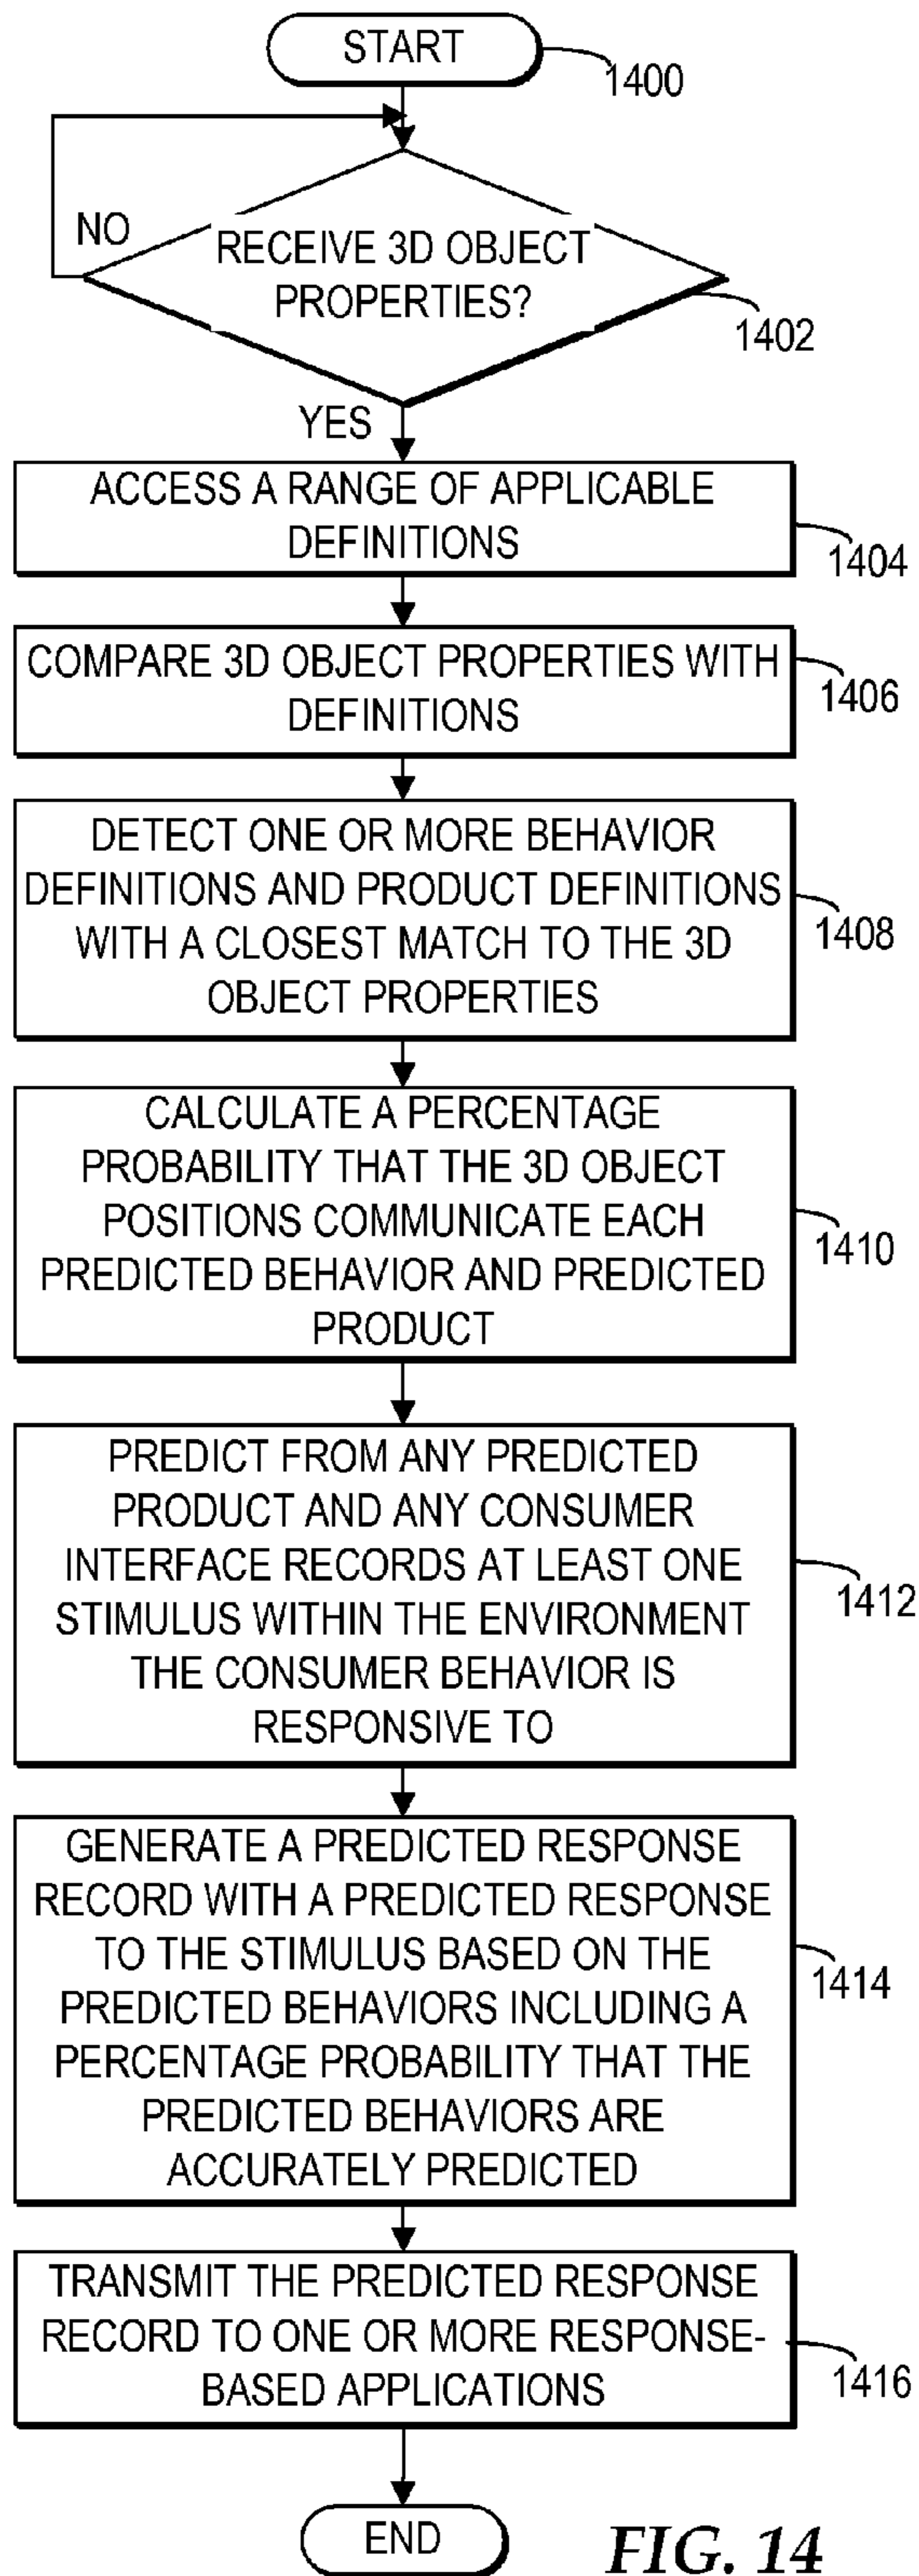 START
1400
NO
RECEIVE 3D OBJECT
PROPERTIES?
1402
YES
ACCESS A RANGE OF APPLICABLE
DEFINITIONS
1404
COMPARE 3D OBJECT PROPERTIES WITH
DEFINITIONS
1406
DETECT ONE OR MORE BEHAVIOR
DEFINITIONS AND PRODUCT DEFINITIONS
WITH A CLOSEST MATCH TO THE 3D
OBJECT PROPERTIES
1408
CALCULATE A PERCENTAGE
PROBABILITY THAT THE 3D OBJECT
POSITIONS COMMUNICATE EACH
PREDICTED BEHAVIOR AND PREDICTED
PRODUCT
1410
PREDICT FROM ANY PREDICTED
PRODUCT AND ANY CONSUMER
INTERFACE RECORDS AT LEAST ONE
STIMULUS WITHIN THE ENVIRONMENT
THE CONSUMER BEHAVIOR IS
RESPONSIVE TO
1412
GENERATE A PREDICTED RESPONSE
RECORD WITH A PREDICTED RESPONSE
TO THE STIMULUS BASED ON THE
PREDICTED BEHAVIORS INCLUDING A
PERCENTAGE PROBABILITY THAT THE
PREDICTED BEHAVIORS ARE
ACCURATELY PREDICTED
1414
TRANSMIT THE PREDICTED RESPONSE
RECORD TO ONE OR MORE RESPONSE-
BASED APPLICATIONS
1416
END
FIG. 14